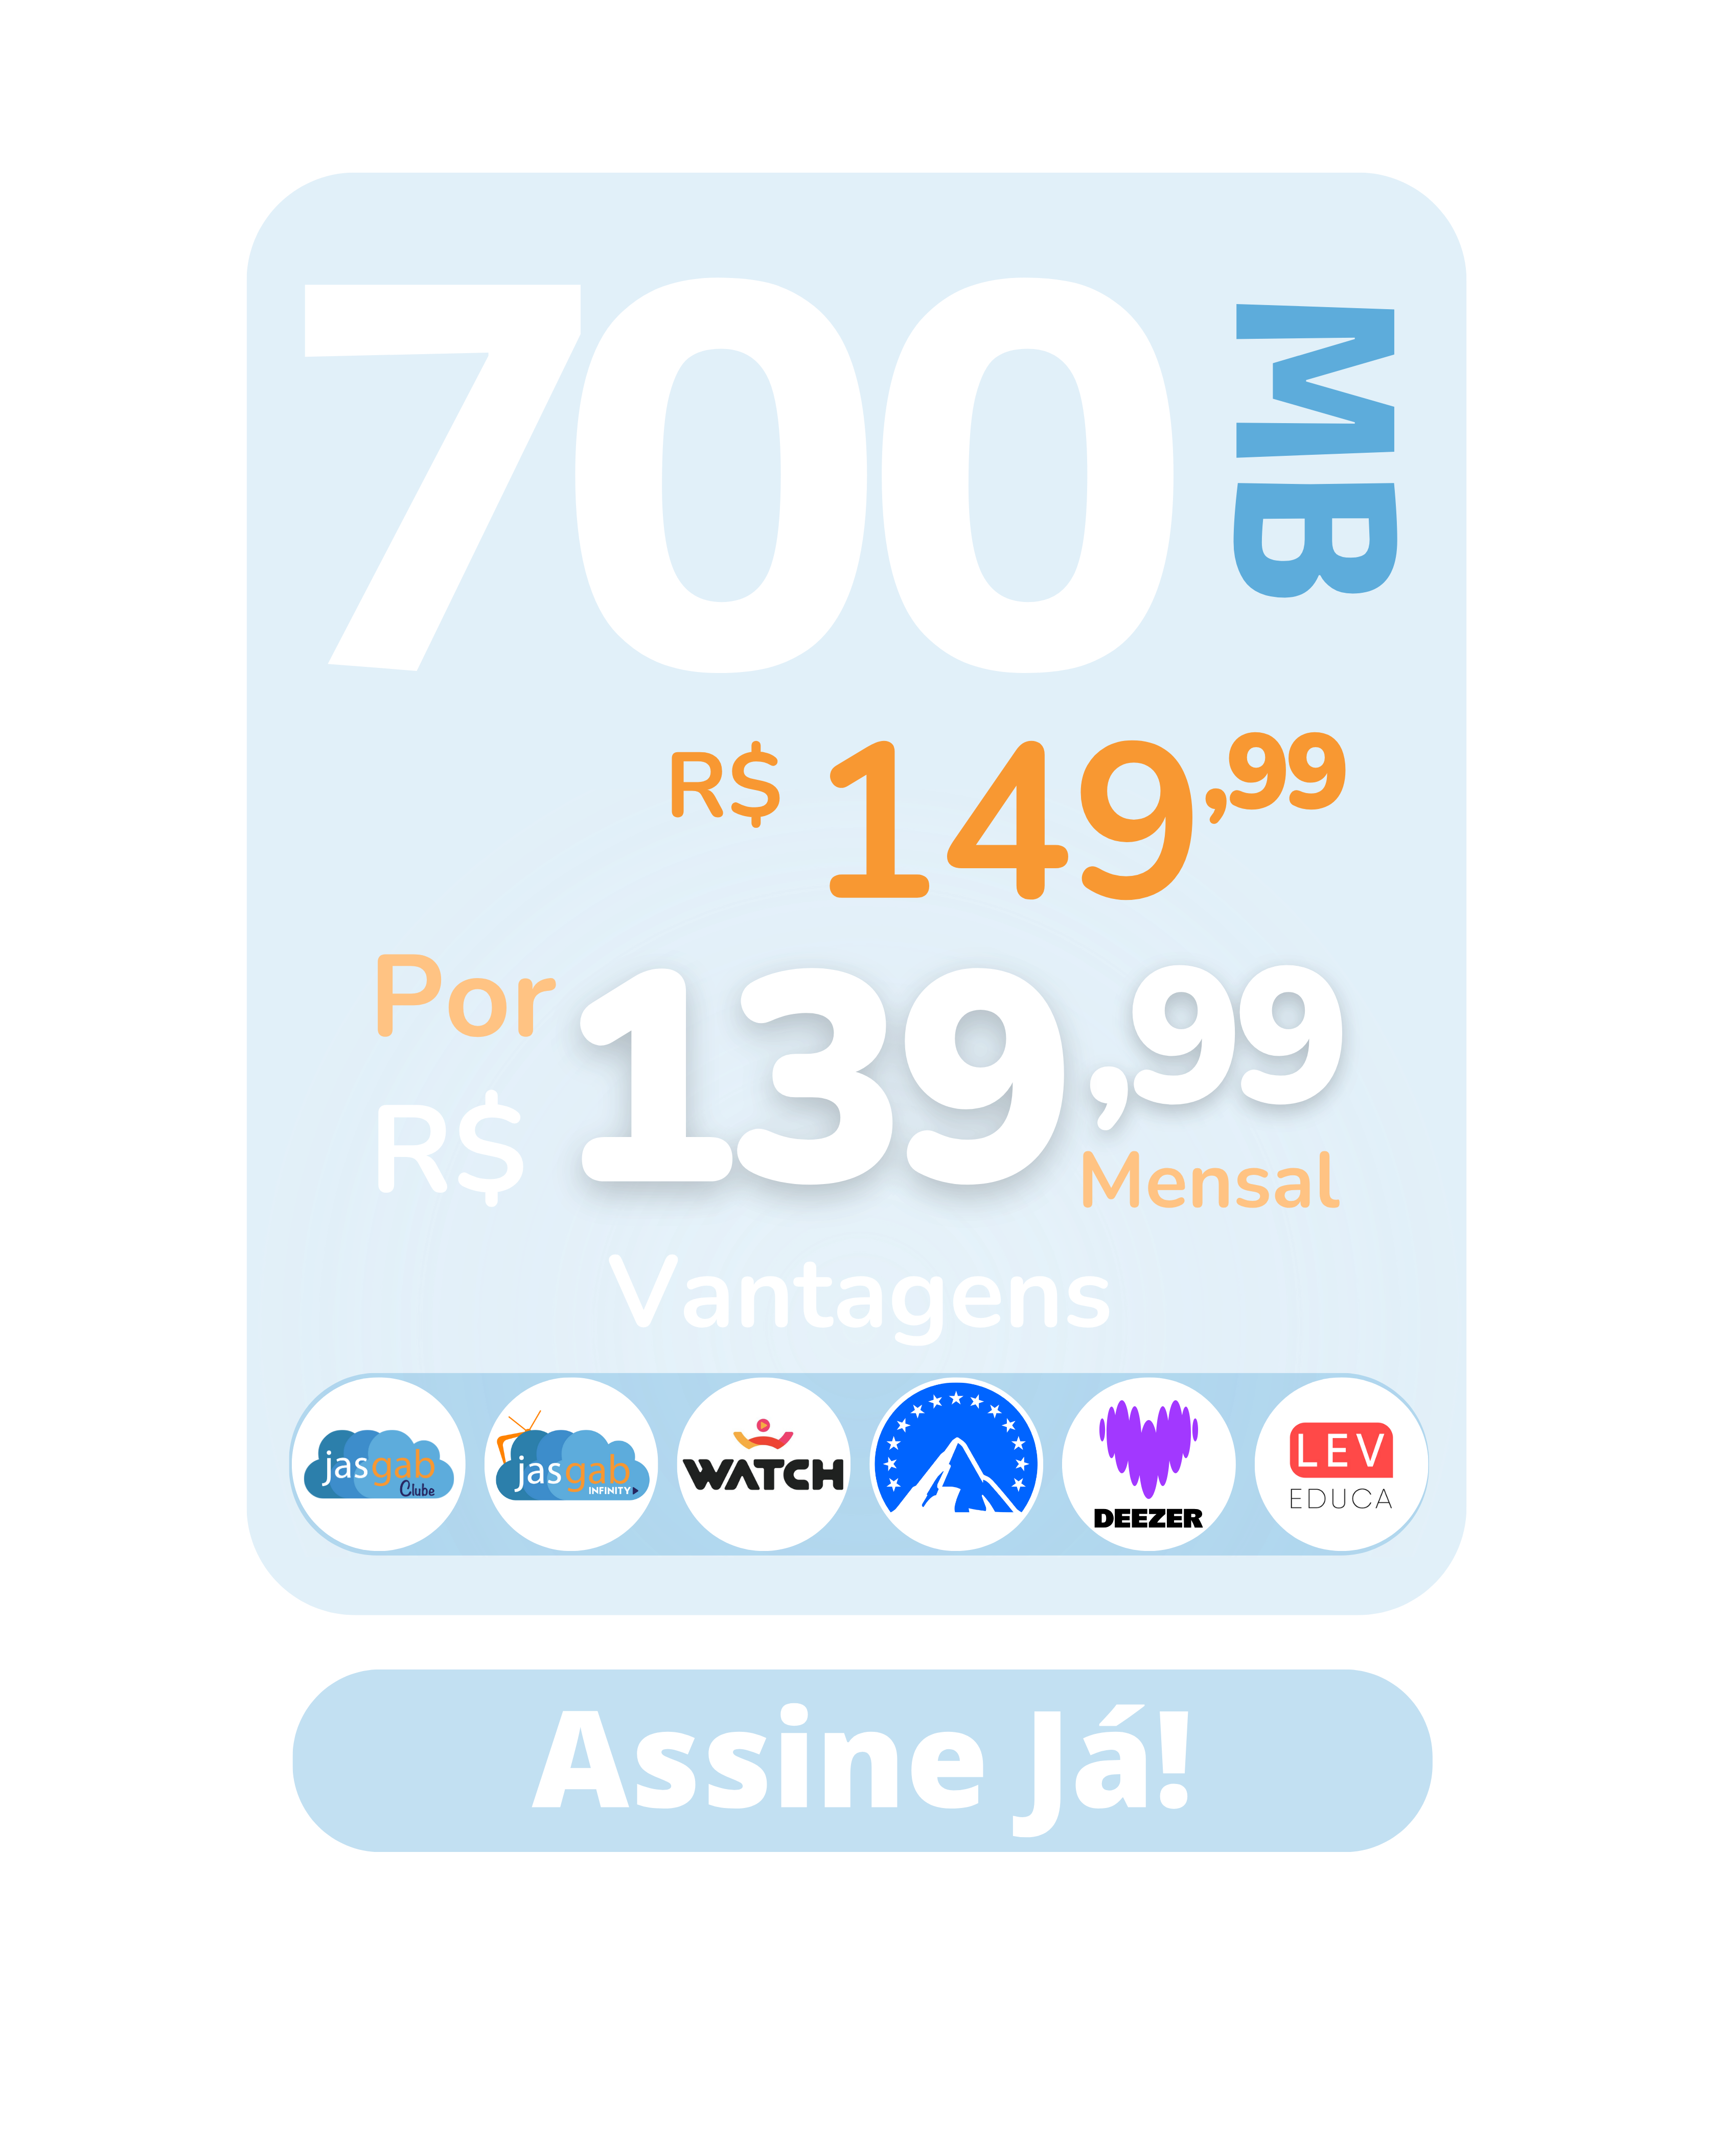 700 MB
R$ 149,99
Por
R$ 139,99
Mensal
Vantagens
jasgab Clube
jasgab INFINITY
WATCH
DEEZER
LEV EDUCA
Assine Já!